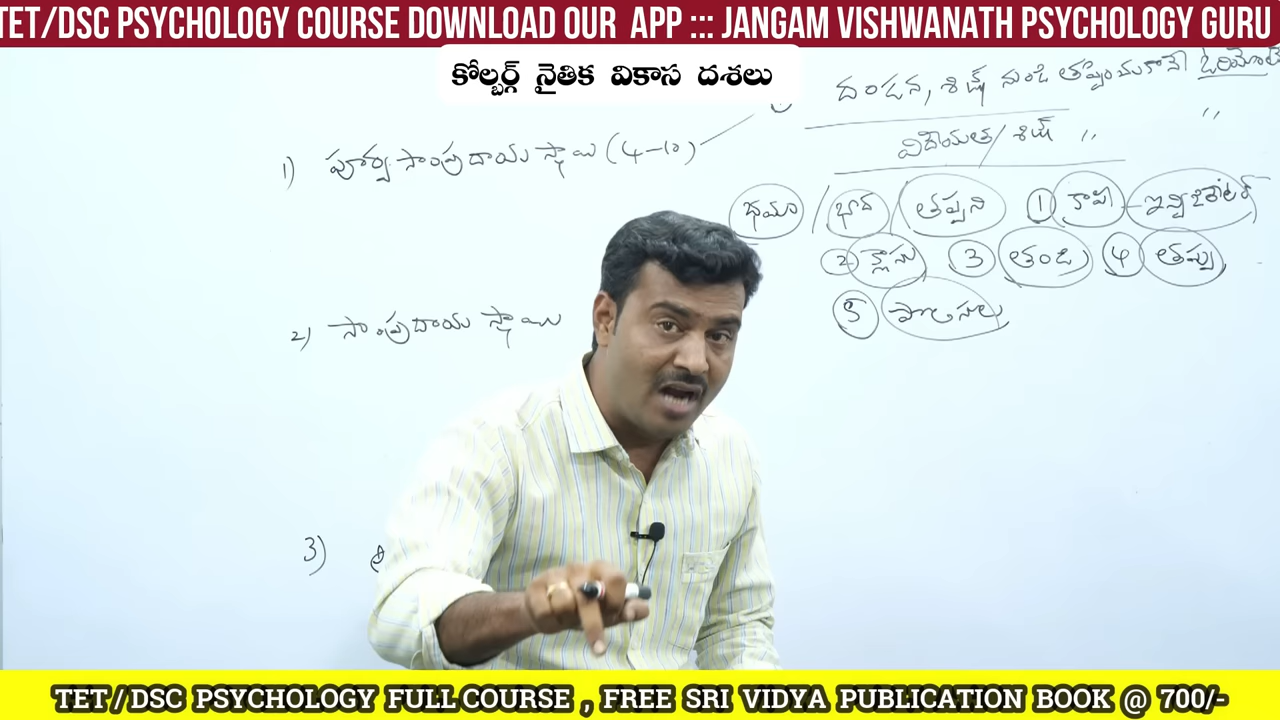 TET/DSC PSYCHOLOGY COURSE DOWNLOAD OUR APP ::: JANGAM VISHWANATH PSYCHOLOGY GURU
కోల్బర్గ్ నైతిక వికాస దశలు
దండన, శిక్ష నుండి తప్పించుకొనే
విధేయత/ శిక్ష ,,
1) పూర్వ సాంప్రదాయ స్థాయి (4-10)
/ భాద / తప్పని ① కాపీ - ఇన్విజిలేటర్
② క్లాసు ③ తండ్రి ④ తప్పు
⑤ పోలీసులు
2) సాంప్రదాయ స్థాయి
3)
TET/DSC PSYCHOLOGY FULL COURSE , FREE SRI VIDYA PUBLICATION BOOK @ 700/-